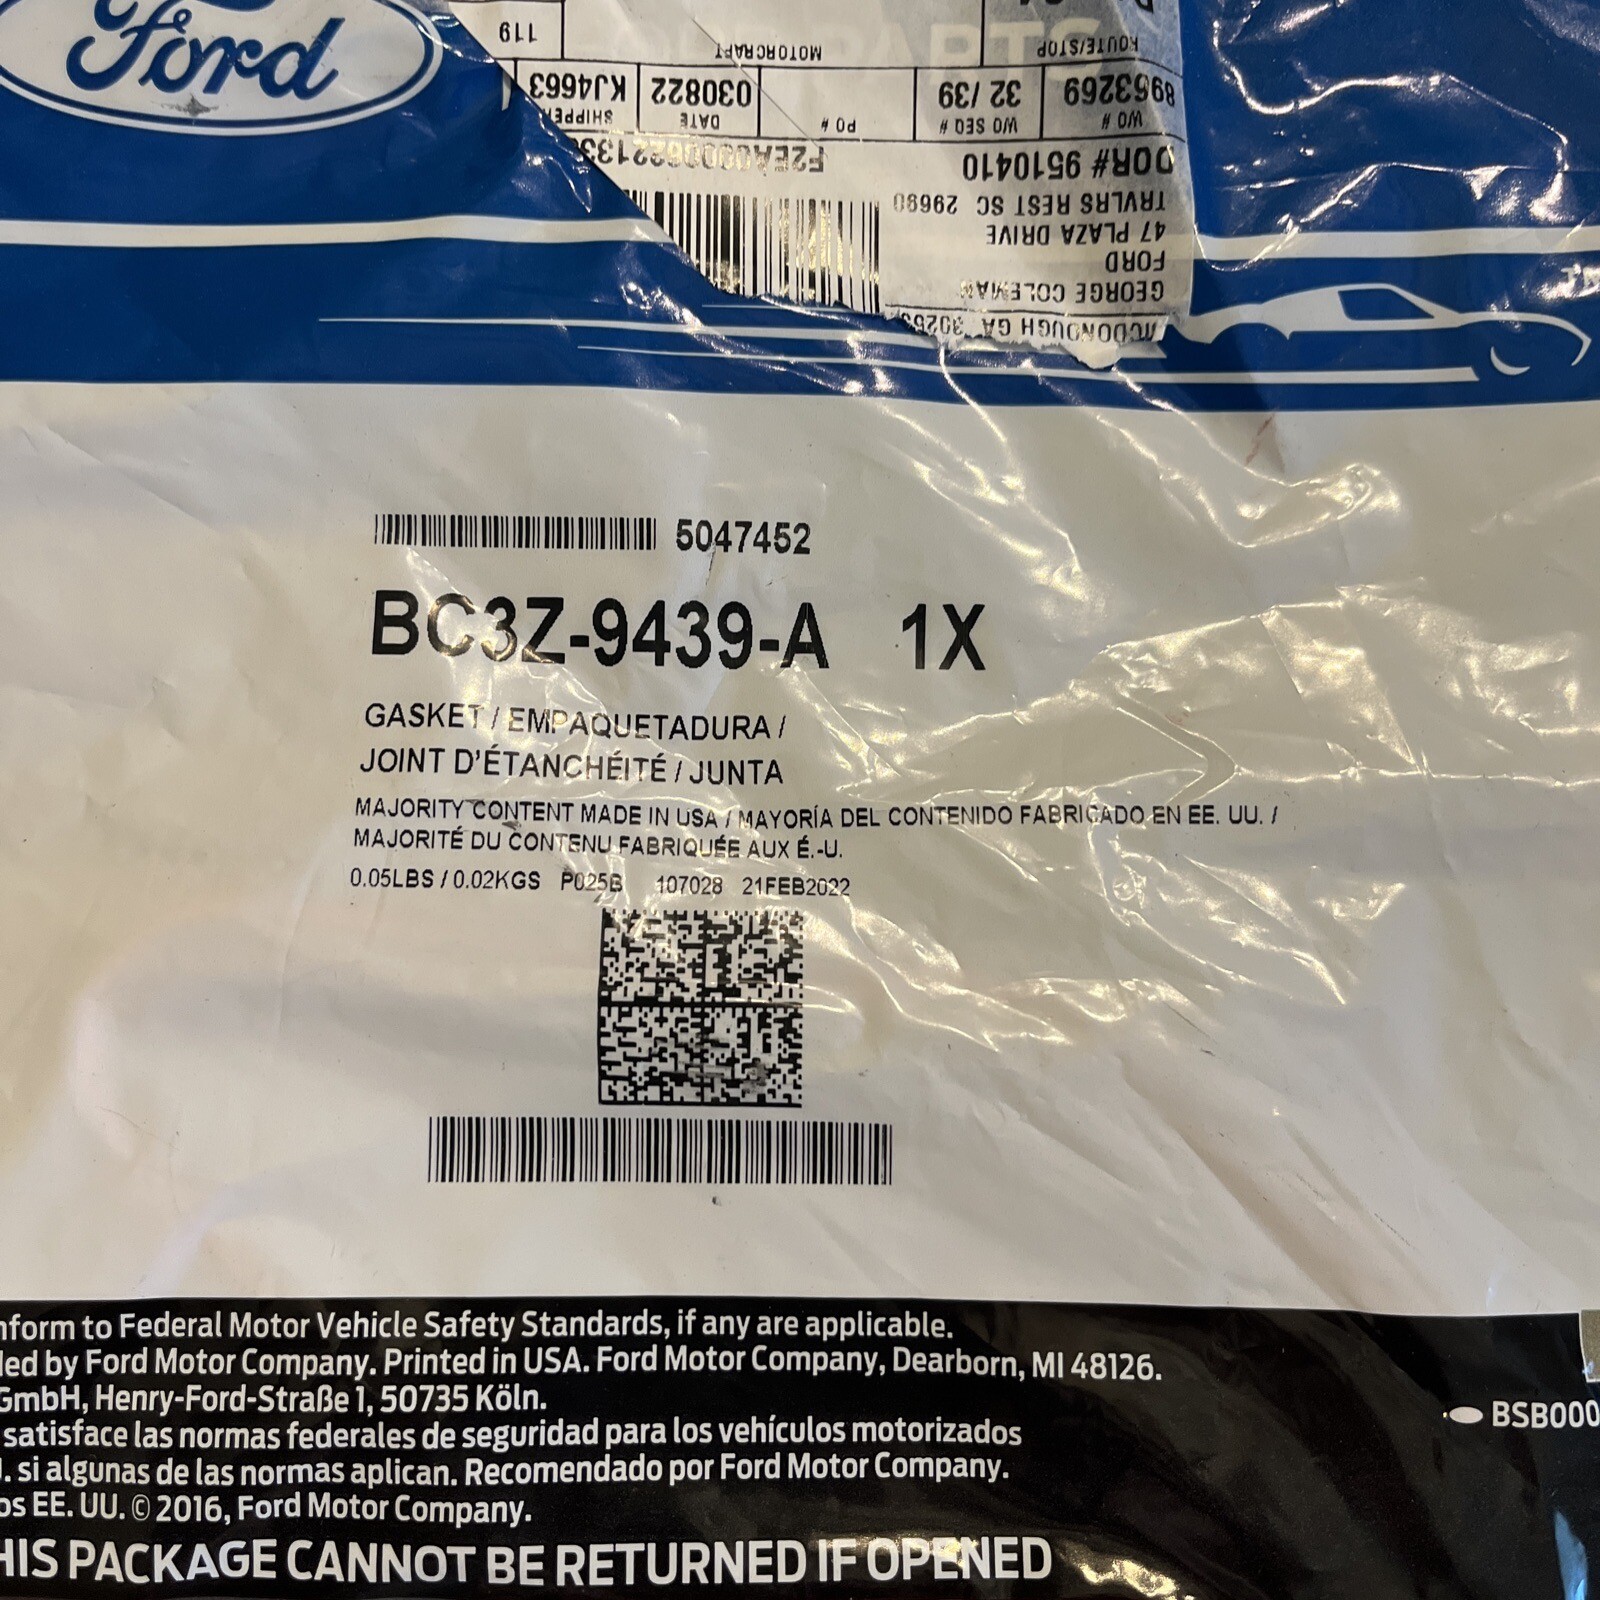 Ford
119
MOTORCRAFT
ROUTE/STOP
KJ4663
030822
32 /39
8963269
SHIPPER
DATE
PO #
WO SEQ #
W/O #
DOR# 9510410
TRVLRS REST SC 29690
47 PLAZA DRIVE
FORD
GEORGE COLEMAN
MCDONOUGH GA 30253
5047452
BC3Z-9439-A 1X
GASKET / EMPAQUETADURA /
JOINT D'ÉTANCHÉITÉ / JUNTA
MAJORITY CONTENT MADE IN USA / MAYORÍA DEL CONTENIDO FABRICADO EN EE. UU. /
MAJORITÉ DU CONTENU FABRIQUÉE AUX É.-U.
0.05LBS / 0.02KGS P025B 107028 21FEB2022
nform to Federal Motor Vehicle Safety Standards, if any are applicable.
led by Ford Motor Company. Printed in USA. Ford Motor Company, Dearborn, MI 48126.
GmbH, Henry-Ford-Straße 1, 50735 Köln.
satisface las normas federales de seguridad para los vehículos motorizados
. si algunas de las normas aplican. Recomendado por Ford Motor Company.
os EE. UU. © 2016, Ford Motor Company.
HIS PACKAGE CANNOT BE RETURNED IF OPENED
BSB000